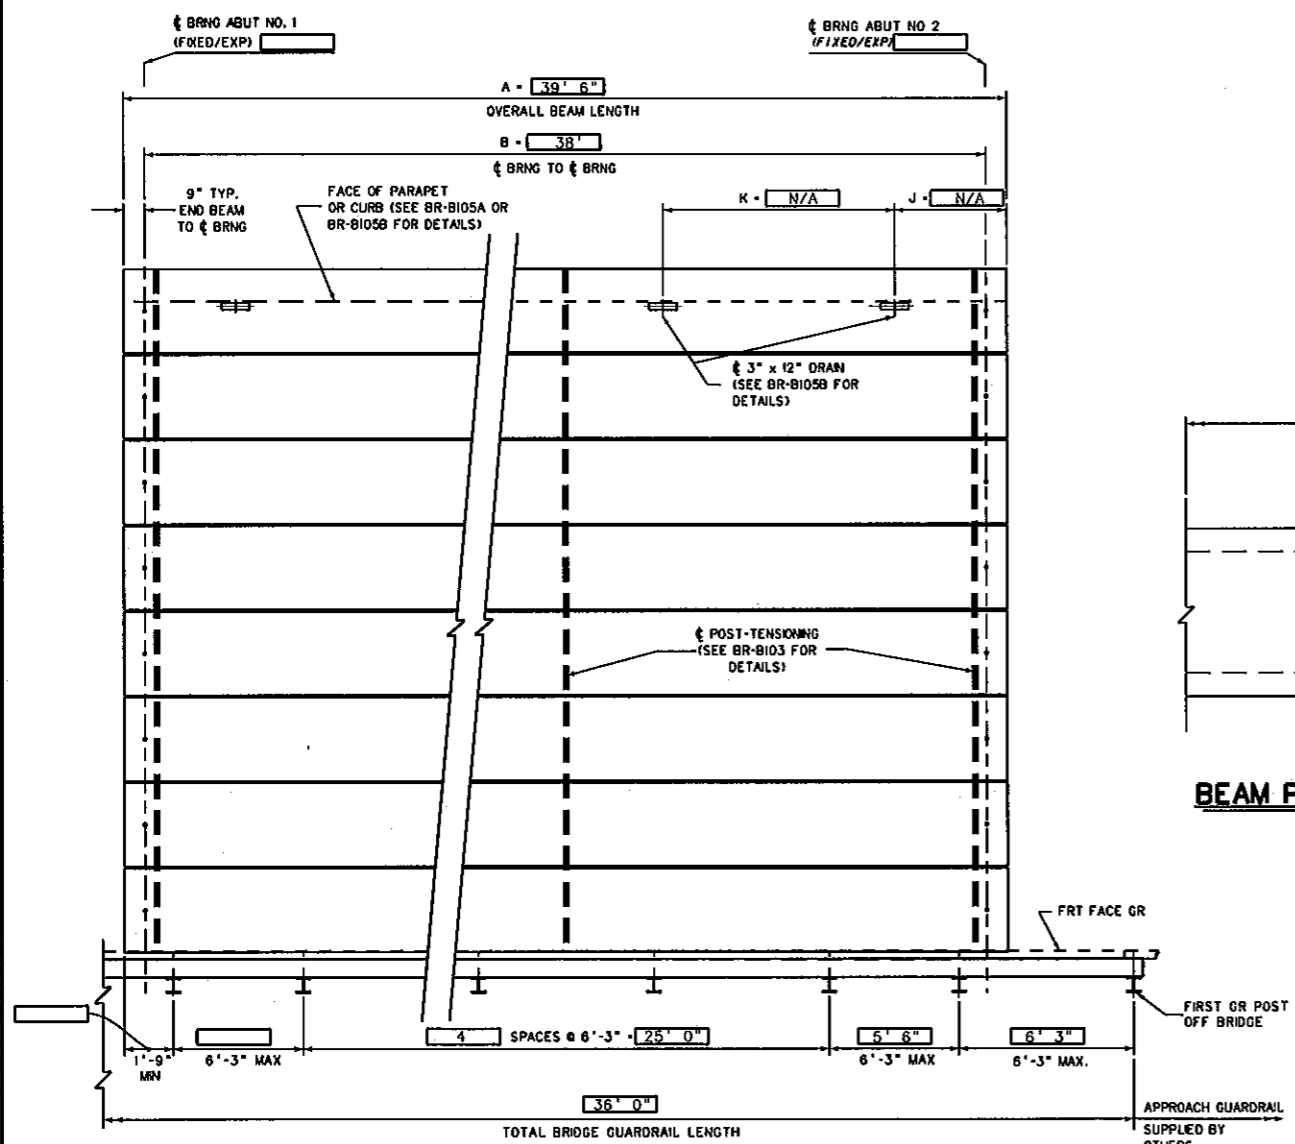 ℄ BRNG ABUT NO. 1
(FIXED/EXP)
℄ BRNG ABUT NO 2
(FIXED/EXP)
A = 39' 6"
OVERALL BEAM LENGTH
B = 38'
℄ BRNG TO ℄ BRNG
9" TYP.
END BEAM
TO ℄ BRNG
FACE OF PARAPET
OR CURB (SEE BR-B105A OR
BR-B105B FOR DETAILS)
K = N/A
J = N/A
℄ 3" x 12" DRAIN
(SEE BR-B105B FOR
DETAILS)
℄ POST-TENSIONING
(SEE BR-B103 FOR
DETAILS)
BEAM P
FRT FACE GR
FIRST GR POST
OFF BRIDGE
1'-9"
MIN
6'-3" MAX
4 SPACES @ 6'-3" = 25' 0"
5' 6"
6'-3" MAX
6' 3"
6'-3" MAX.
36' 0"
TOTAL BRIDGE GUARDRAIL LENGTH
APPROACH GUARDRAIL
SUPPLIED BY
OTHERS